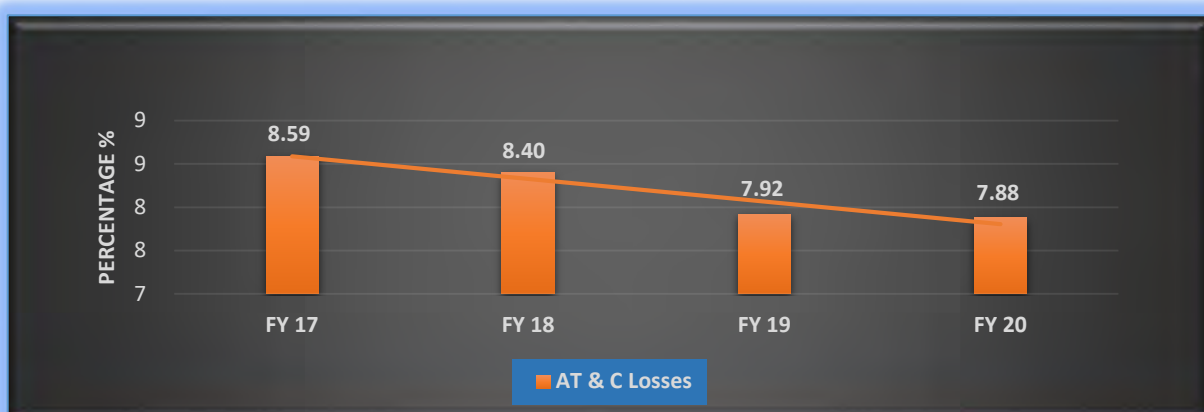 PERCENTAGE %
9
9
8
8
7
8.59
8.40
7.92
7.88
FY 17
FY 18
FY 19
FY 20
AT & C Losses